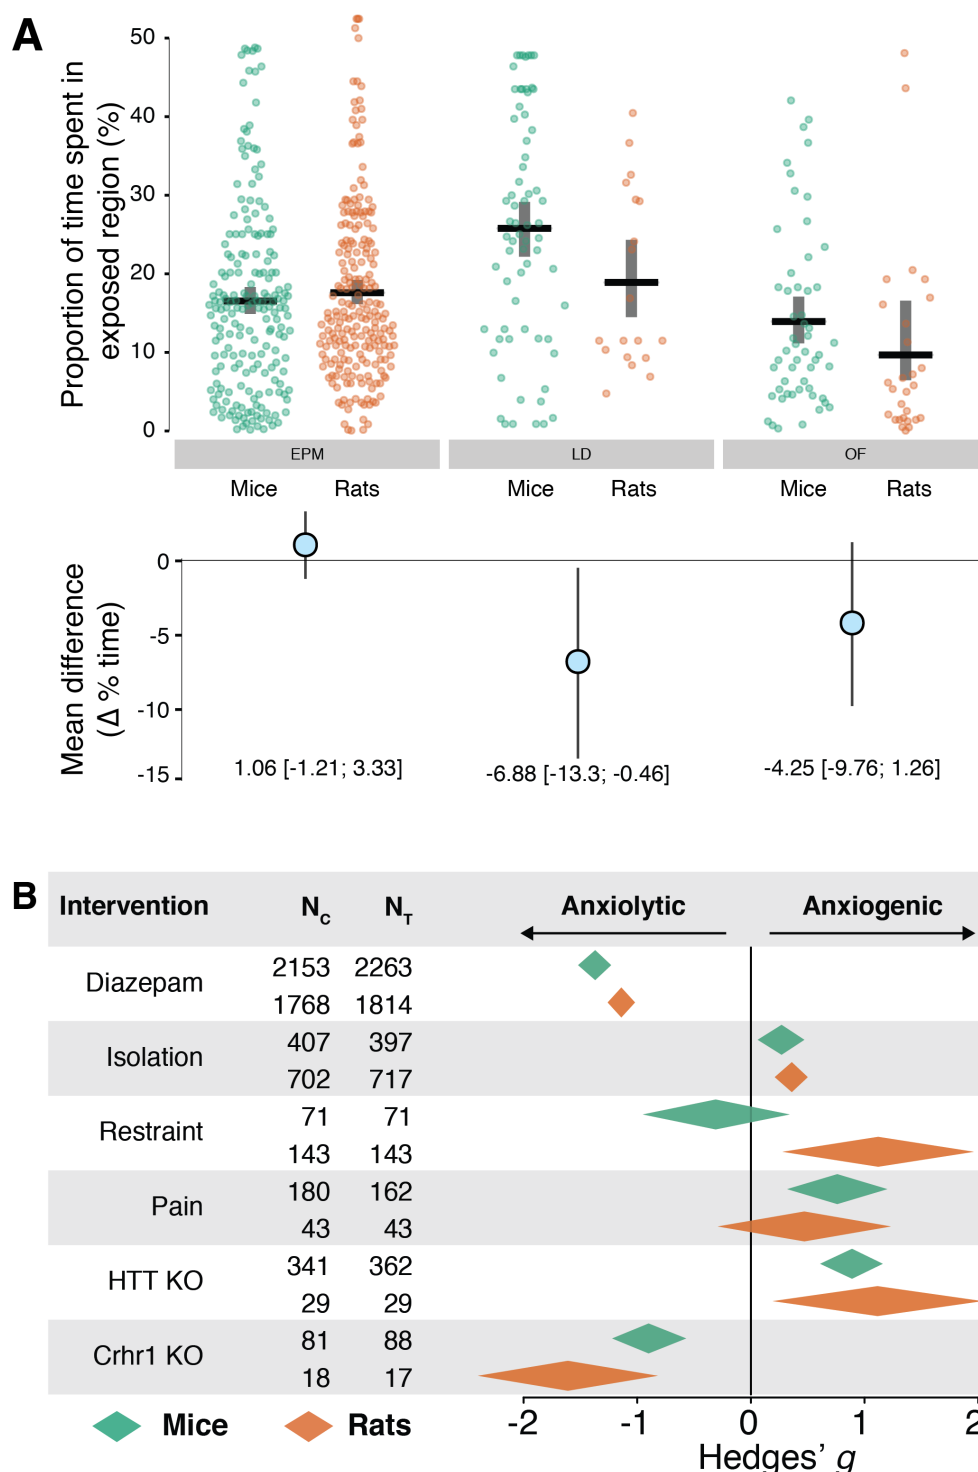 A
Proportion of time spent in
exposed region (%)
50
40
30
20
10
0
EPM LD OF
Mice Rats Mice Rats Mice Rats
Mean difference
(Δ % time)
0
-5
-10
-15
1.06 [-1.21; 3.33] -6.88 [-13.3; -0.46] -4.25 [-9.76; 1.26]
B
Intervention NC NT Anxiolytic Anxiogenic
Diazepam
2153 2263
1768 1814
Isolation
407 397
702 717
Restraint
71 71
143 143
Pain
180 162
43 43
HTT KO
341 362
29 29
Crhr1 KO
81 88
18 17
Mice Rats
-2 -1 0 1 2
Hedges’ g